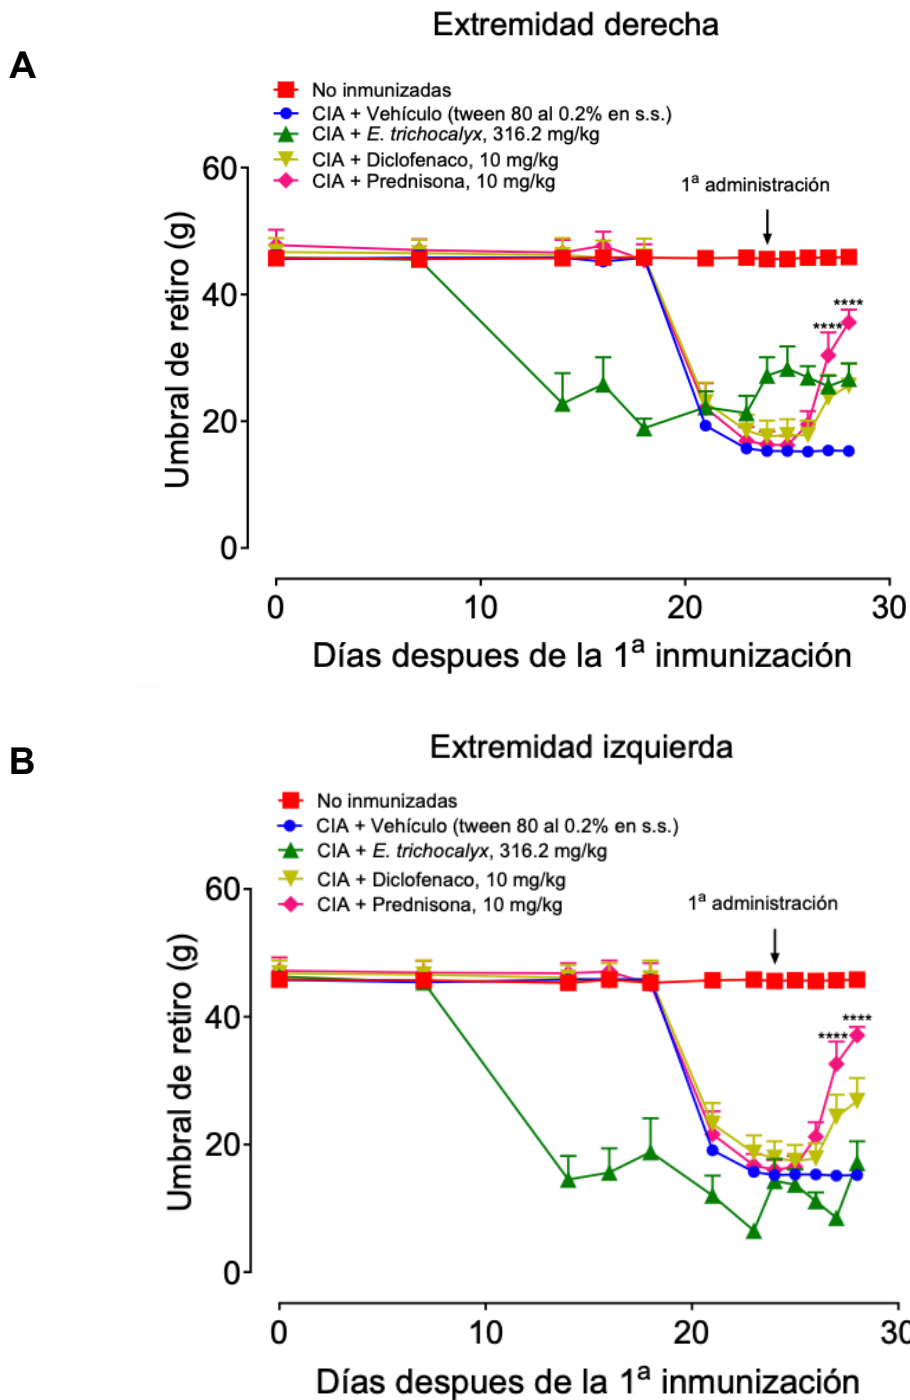 Extremidad derecha
A
No inmunizadas
CIA + Vehículo (tween 80 al 0.2% en s.s.)
CIA + E. trichocalyx, 316.2 mg/kg
CIA + Diclofenaco, 10 mg/kg
CIA + Prednisona, 10 mg/kg
1ª administración
Umbral de retiro (g)
60
40
20
0
****
****
0 10 20 30
Días despues de la 1ª inmunización
Extremidad izquierda
B
No inmunizadas
CIA + Vehículo (tween 80 al 0.2% en s.s.)
CIA + E. trichocalyx, 316.2 mg/kg
CIA + Diclofenaco, 10 mg/kg
CIA + Prednisona, 10 mg/kg
1ª administración
Umbral de retiro (g)
60
40
20
0
****
****
0 10 20 30
Días despues de la 1ª inmunización